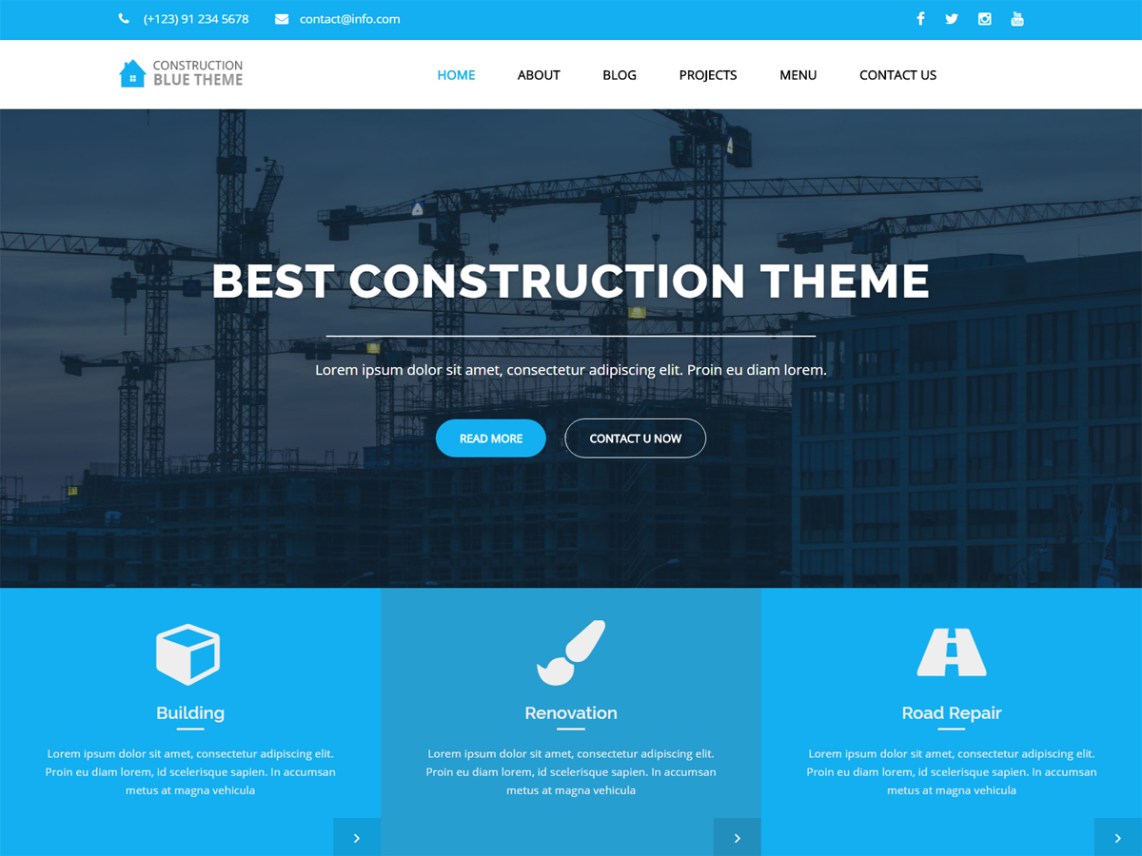 (+123) 91 234 5678 contact@info.com
CONSTRUCTION
BLUE THEME
HOME ABOUT BLOG PROJECTS MENU CONTACT US
BEST CONSTRUCTION THEME
Lorem ipsum dolor sit amet, consectetur adipiscing elit. Proin eu diam lorem.
READ MORE CONTACT U NOW
Building
Lorem ipsum dolor sit amet, consectetur adipiscing elit.
Proin eu diam lorem, id scelerisque sapien. In accumsan
metus at magna vehicula
Renovation
Lorem ipsum dolor sit amet, consectetur adipiscing elit.
Proin eu diam lorem, id scelerisque sapien. In accumsan
metus at magna vehicula
Road Repair
Lorem ipsum dolor sit amet, consectetur adipiscing elit.
Proin eu diam lorem, id scelerisque sapien. In accumsan
metus at magna vehicula